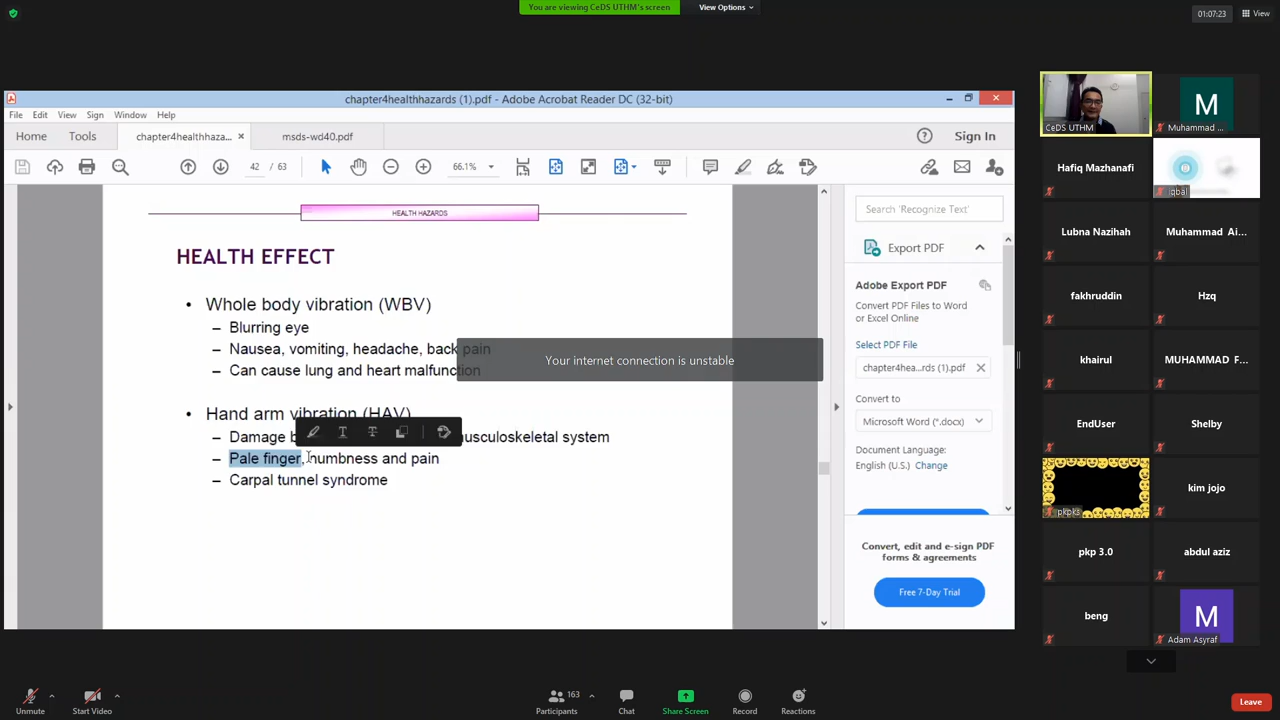 You are viewing CeDS UTHM's screen
View Options
01:07:23
View
chapter4healthhazards (1).pdf - Adobe Acrobat Reader DC (32-bit)
File Edit View Sign Window Help
Home Tools chapter4healthhaza... msds-wd40.pdf Sign In
42 / 63 66.1%
HEALTH HAZARDS
HEALTH EFFECT
• Whole body vibration (WBV)
– Blurring eye
– Nausea, vomiting, headache, back pain
– Can cause lung and heart malfunction
• Hand arm vibration (HAV)
– Damage musculoskeletal system
– Pale finger, numbness and pain
– Carpal tunnel syndrome
Your internet connection is unstable
Search 'Recognize Text'
Export PDF
Adobe Export PDF
Convert PDF Files to Word
or Excel Online
Select PDF File
chapter4hea...rds (1).pdf
Convert to
Microsoft Word (*.docx)
Document Language:
English (U.S.) Change
Convert, edit and e-sign PDF
forms & agreements
Free 7-Day Trial
CeDS UTHM
M
Muhammad ...
Hafiq Mazhanafi
iqbal
Lubna Nazihah
Muhammad Ai...
fakhruddin
Hzq
khairul
MUHAMMAD F...
EndUser
Shelby
pkpks
kim jojo
pkp 3.0
abdul aziz
beng
M
Adam Asyraf
Unmute
Start Video
163
Participants
Chat
Share Screen
Record
Reactions
Leave